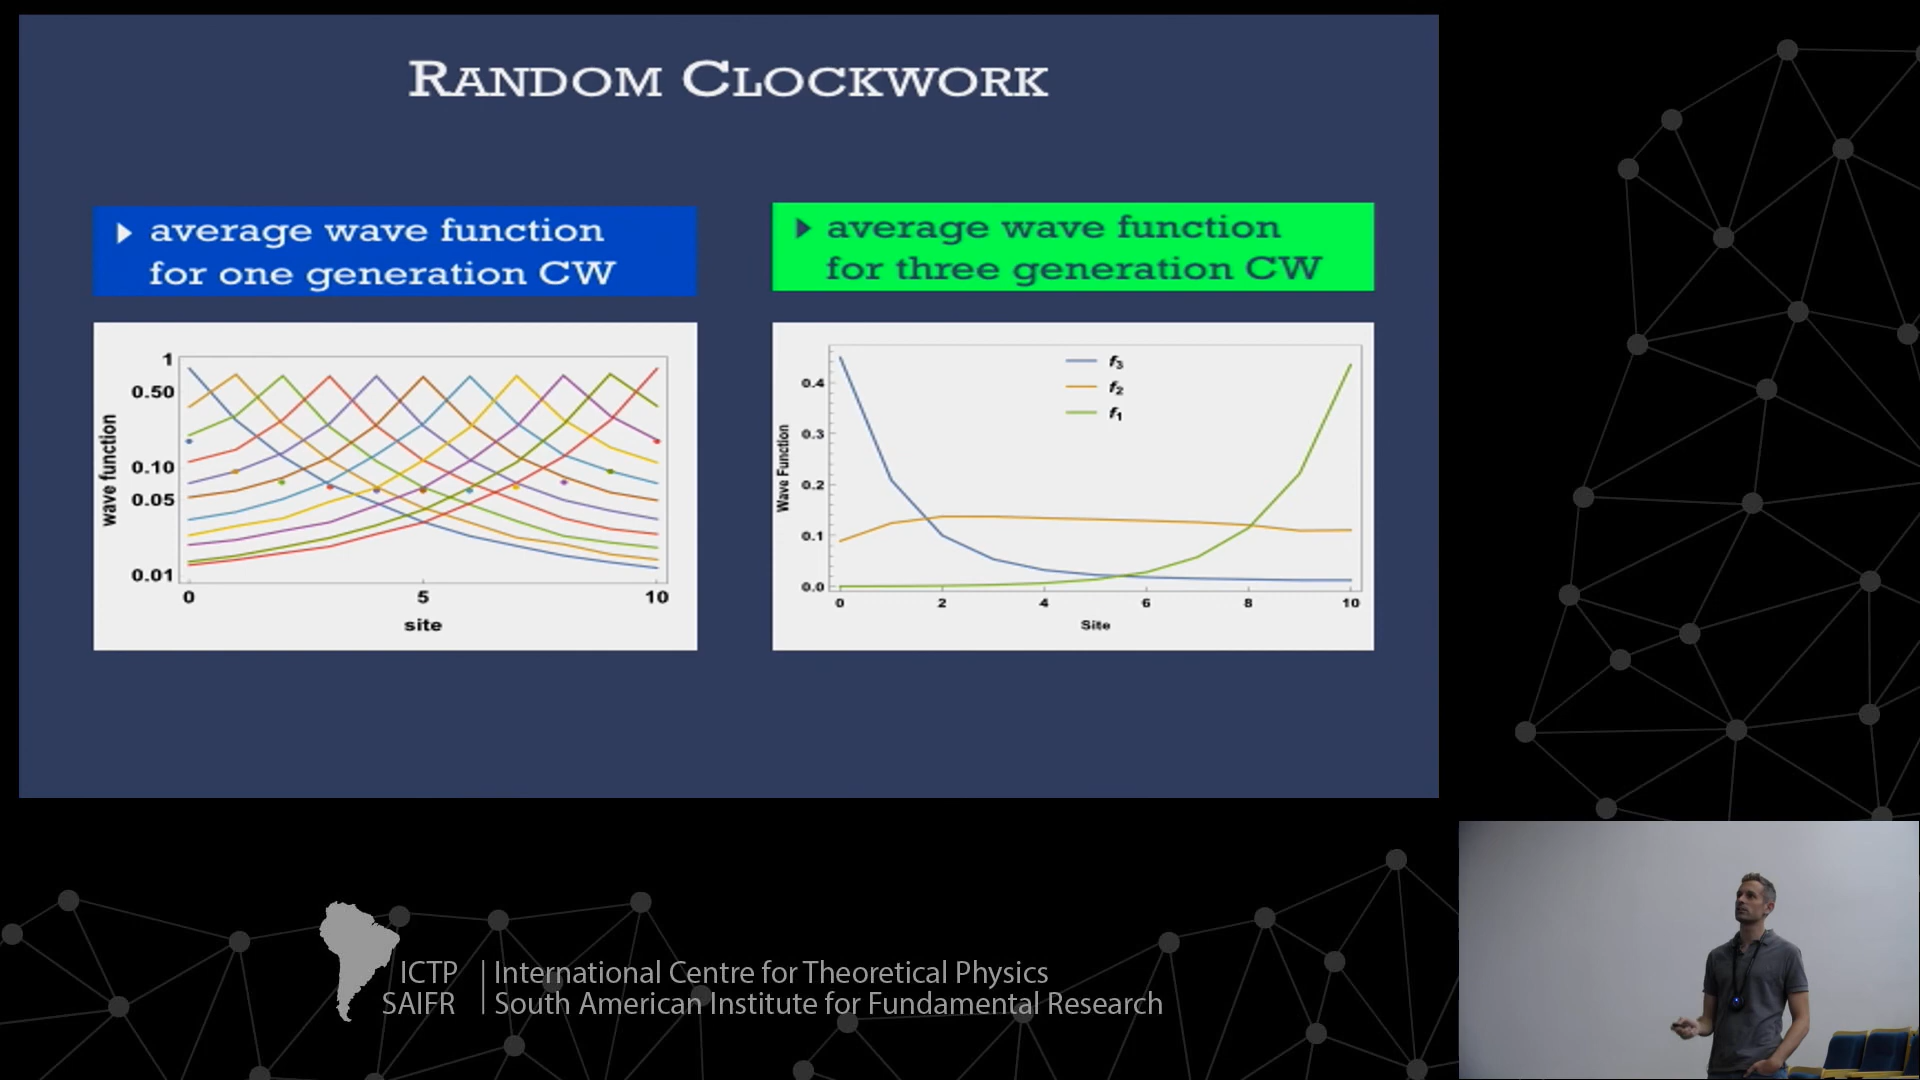 RANDOM CLOCKWORK
average wave function
for one generation CW
average wave function
for three generation CW
1
0.50
0.10
0.05
0.01
wave function
0
5
10
site
f3
f2
f1
0.4
0.3
0.2
0.1
0.0
Wave Function
0
2
4
6
8
10
Site
ICTP International Centre for Theoretical Physics
SAIFR South American Institute for Fundamental Research